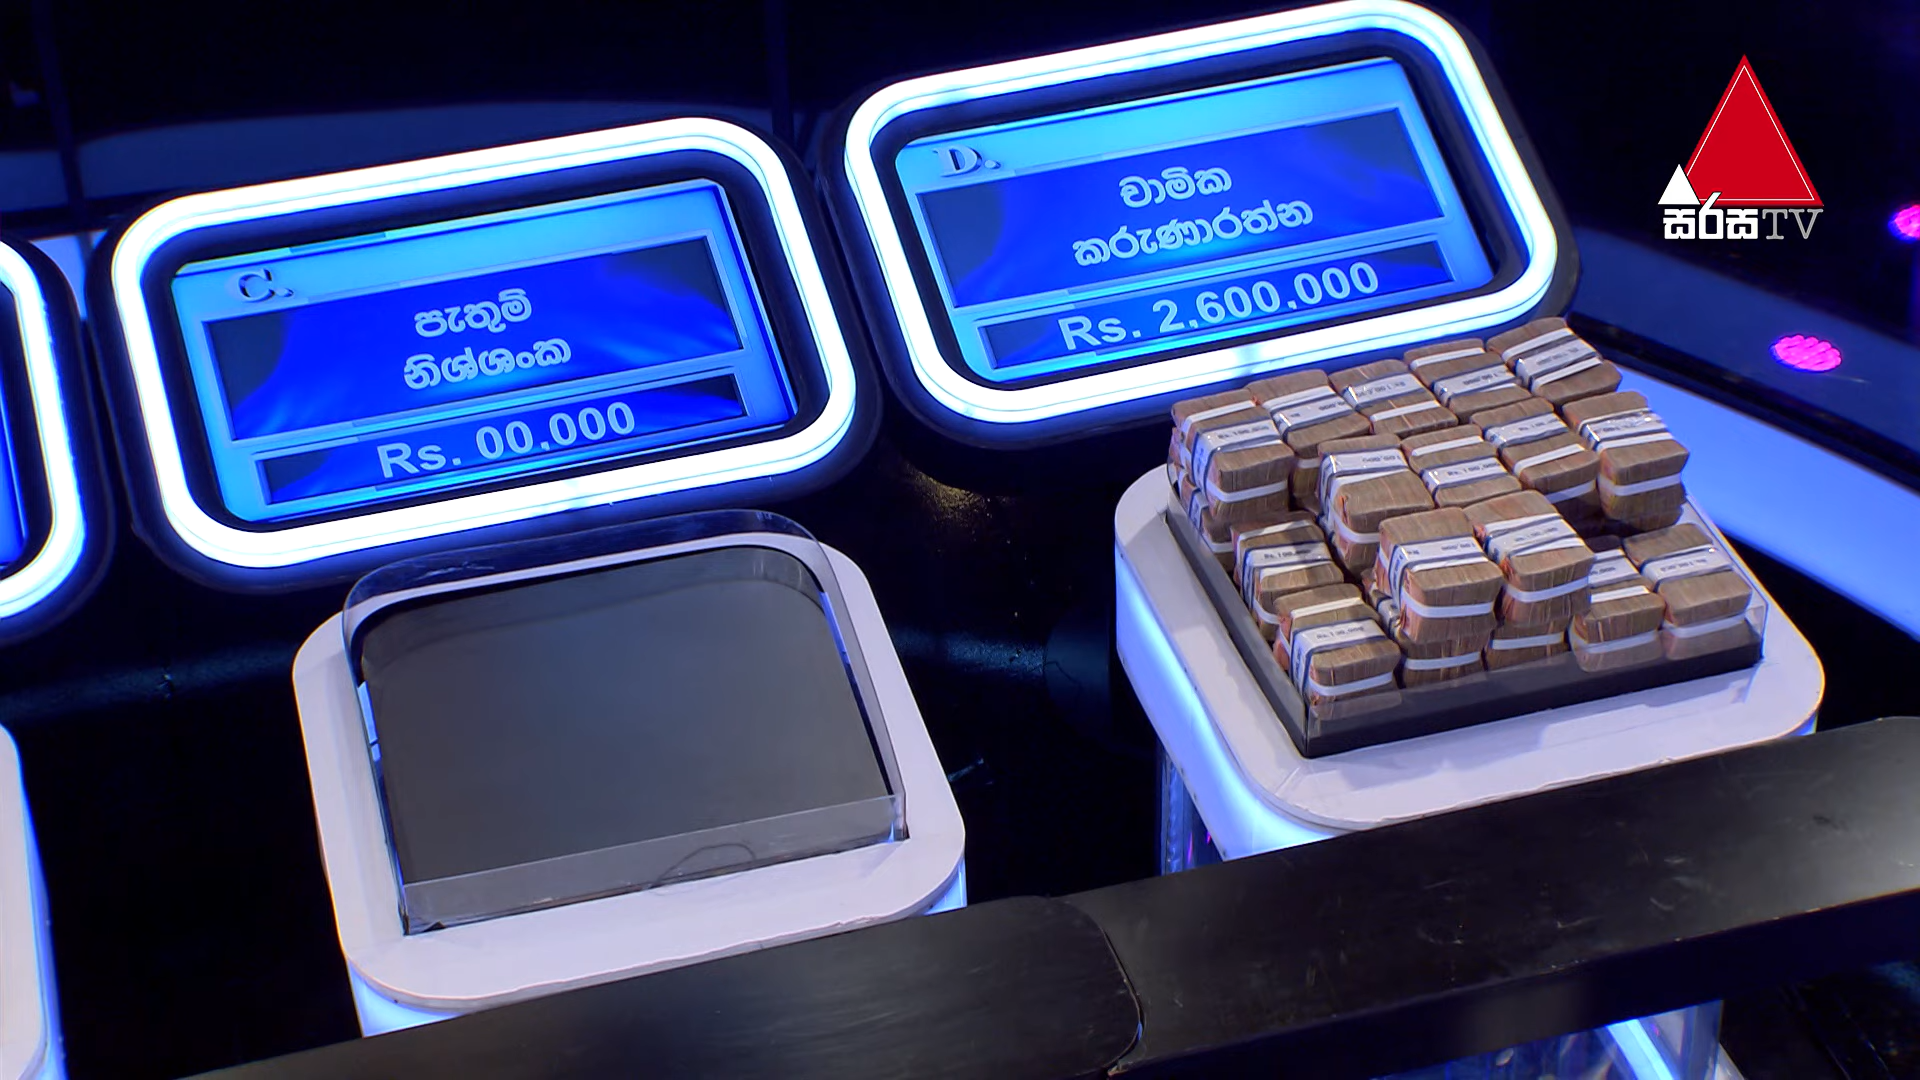 C.
පැතුම්
නිශ්ශංක
Rs. 00,000
D.
චාමික
කරුණාරත්න
Rs. 2,600,000
සිරස TV